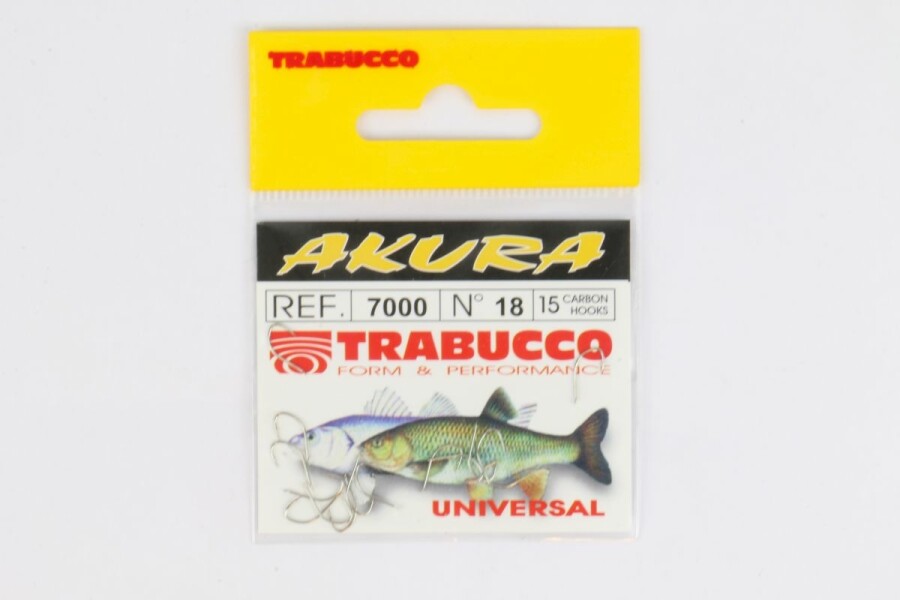 TRABUCCO
AKURA
REF. 7000 N° 18 15 CARBON HOOKS
TRABUCCO
FORM & PERFORMANCE
UNIVERSAL